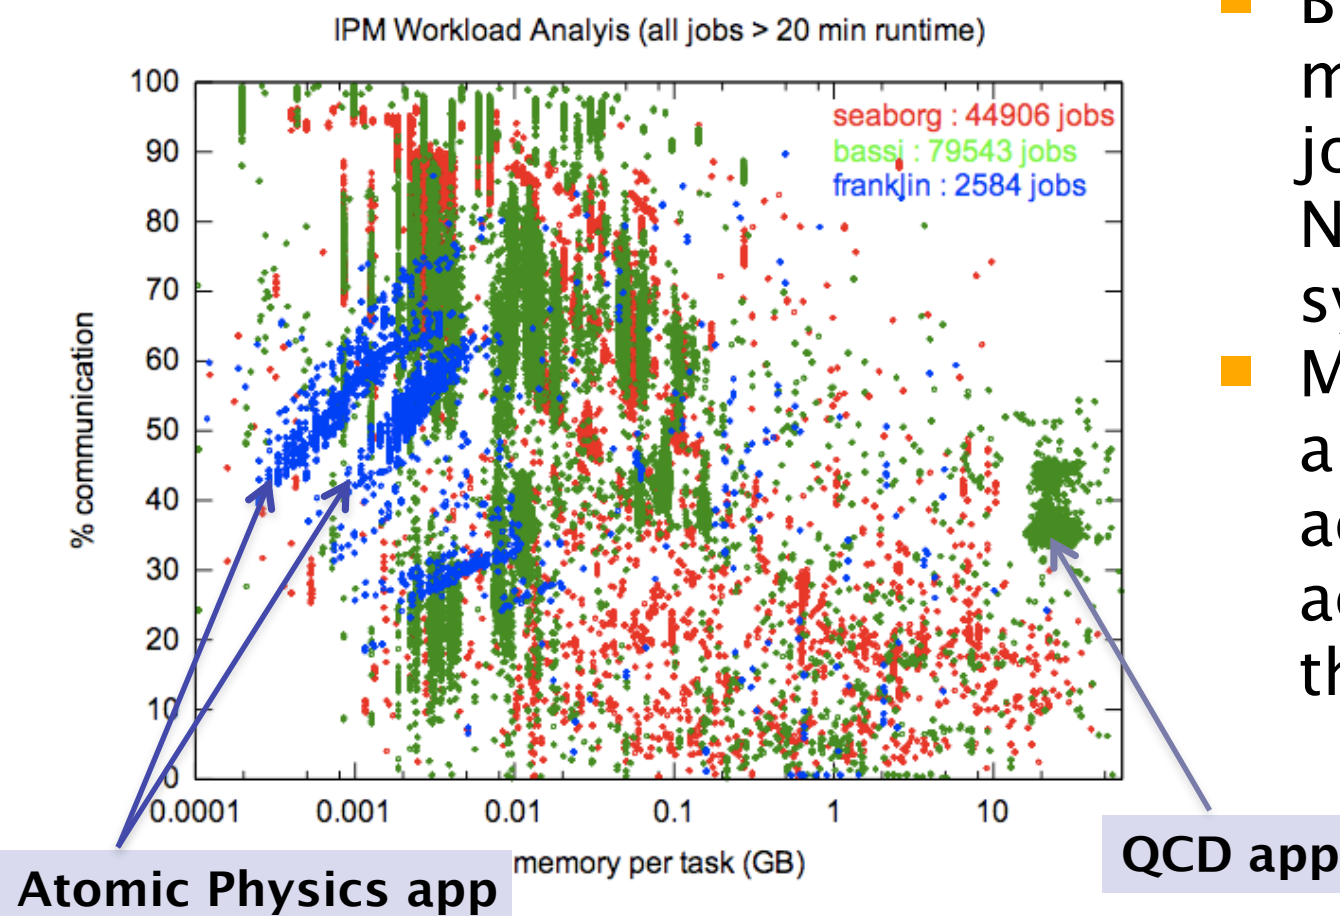 IPM Workload Analyis (all jobs > 20 min runtime)
seaborg : 44906 jobs
bassi : 79543 jobs
franklin : 2584 jobs
% communication
100
90
80
70
60
50
40
30
20
10
0
0.0001 0.001 0.01 0.1 1 10
memory per task (GB)
Atomic Physics app
QCD app